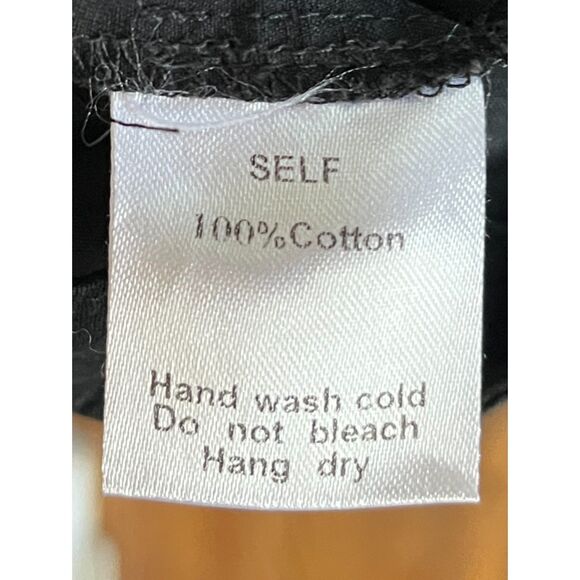 SELF
100%Cotton
Hand wash cold
Do not bleach
Hang dry